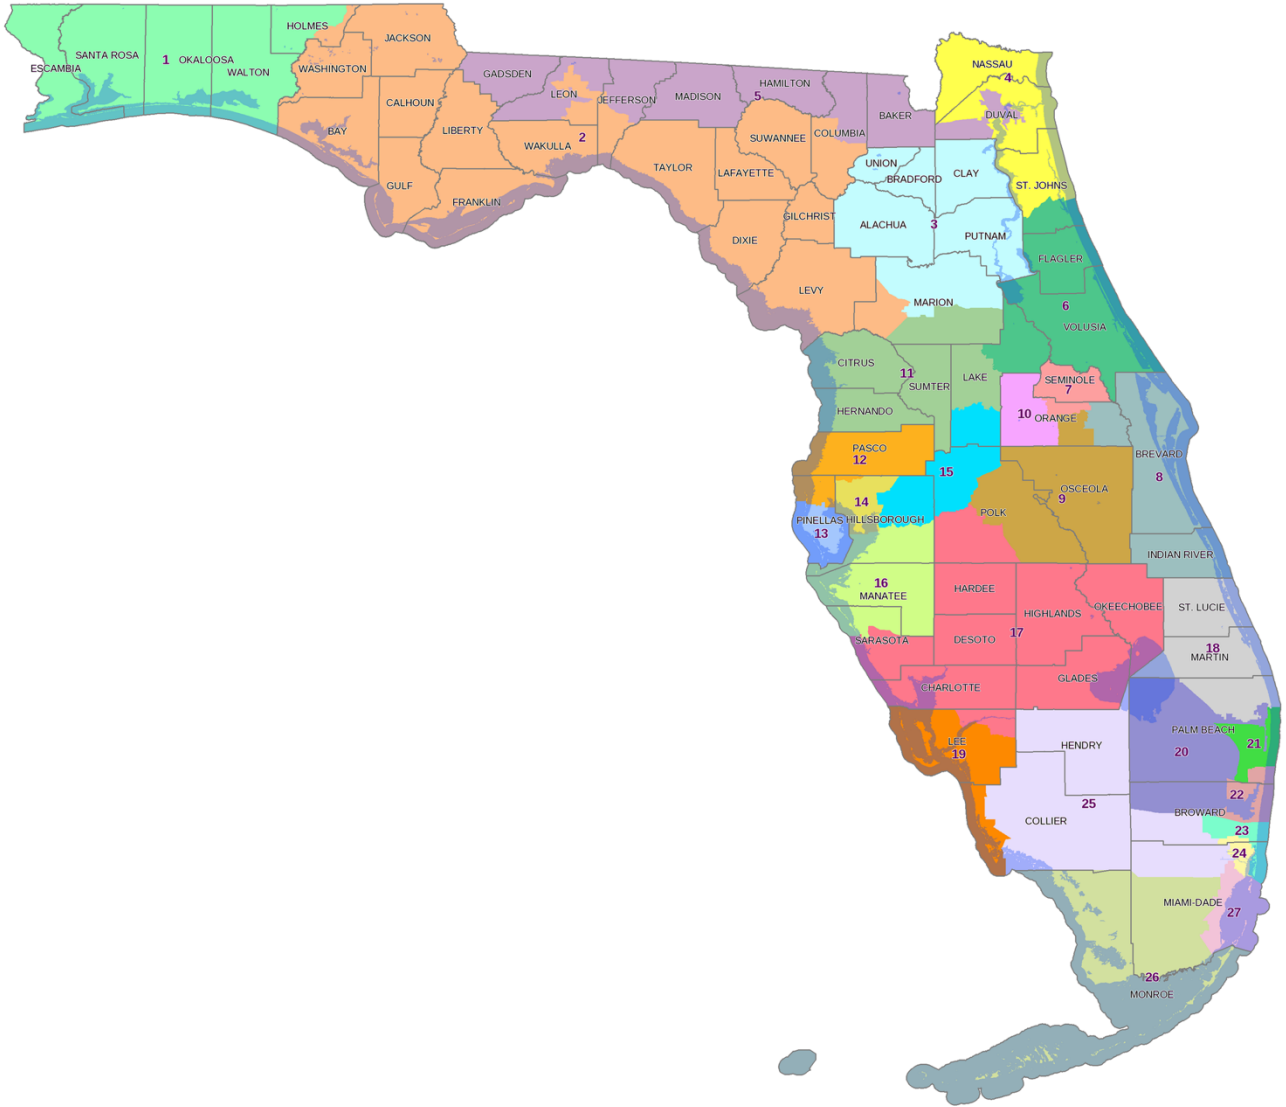 HOLMES
JACKSON
SANTA ROSA
1
OKALOOSA
ESCAMBIA
WALTON
WASHINGTON
GADSDEN
HAMILTON
NASSAU
4
LEON
JEFFERSON
MADISON
5
CALHOUN
BAY
LIBERTY
WAKULLA
2
SUWANNEE
COLUMBIA
BAKER
DUVAL
TAYLOR
LAFAYETTE
UNION
BRADFORD
CLAY
GULF
FRANKLIN
ST. JOHNS
GILCHRIST
ALACHUA
3
PUTNAM
DIXIE
FLAGLER
LEVY
MARION
6
VOLUSIA
CITRUS
11
SUMTER
LAKE
SEMINOLE
7
HERNANDO
10
ORANGE
PASCO
12
15
BREVARD
8
14
OSCEOLA
9
PINELLAS
HILLSBOROUGH
13
POLK
INDIAN RIVER
16
MANATEE
HARDEE
HIGHLANDS
OKEECHOBEE
ST. LUCIE
SARASOTA
DESOTO
17
18
MARTIN
CHARLOTTE
GLADES
LEE
19
HENDRY
PALM BEACH
20
21
25
COLLIER
22
BROWARD
23
24
MIAMI-DADE
27
26
MONROE